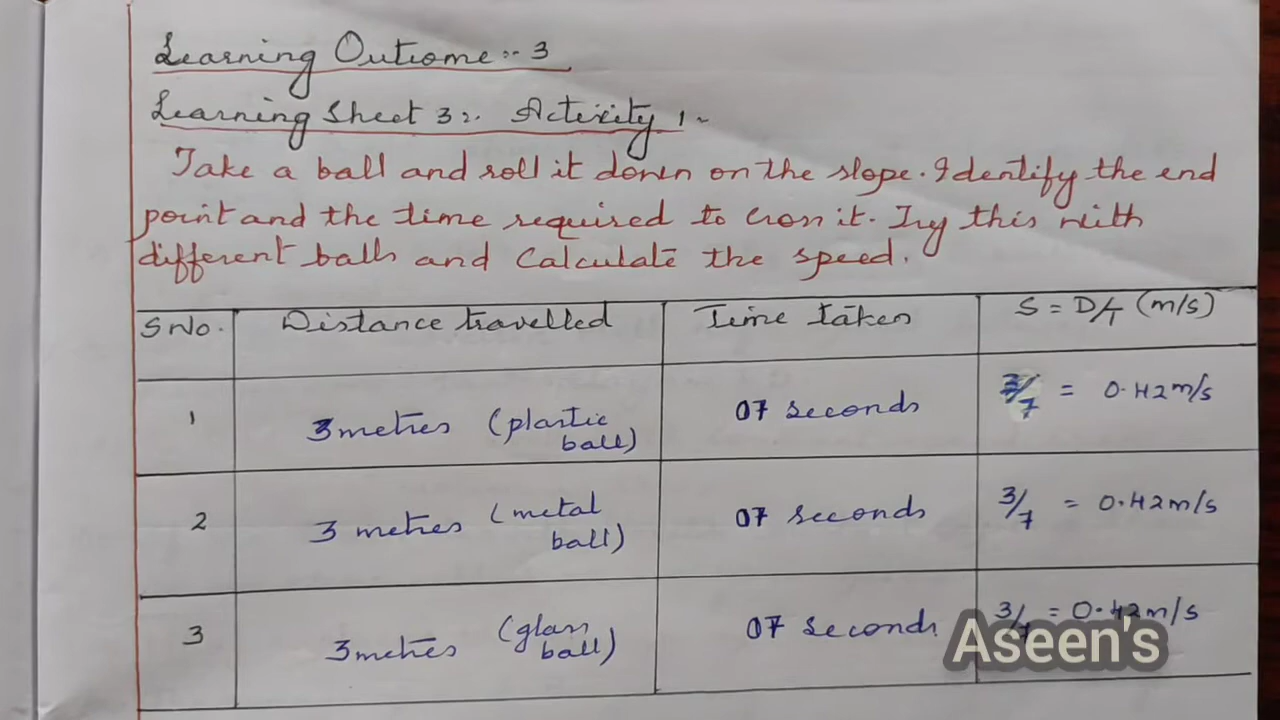 Learning Outcome :- 3
Learning Sheet 3:. Activity 1~
Take a ball and roll it down on the slope. Identify the end
point and the time required to cross it. Try this with
different balls and calculate the speed.
S No. Distance travelled Time taken S = D/T (m/s)
1 3 metres (plastic ball) 07 seconds 3/7 = 0.42 m/s
2 3 metres (metal ball) 07 seconds 3/7 = 0.42 m/s
3 3 metres (glass ball) 07 seconds 3/7 = 0.42 m/s
Aseen's